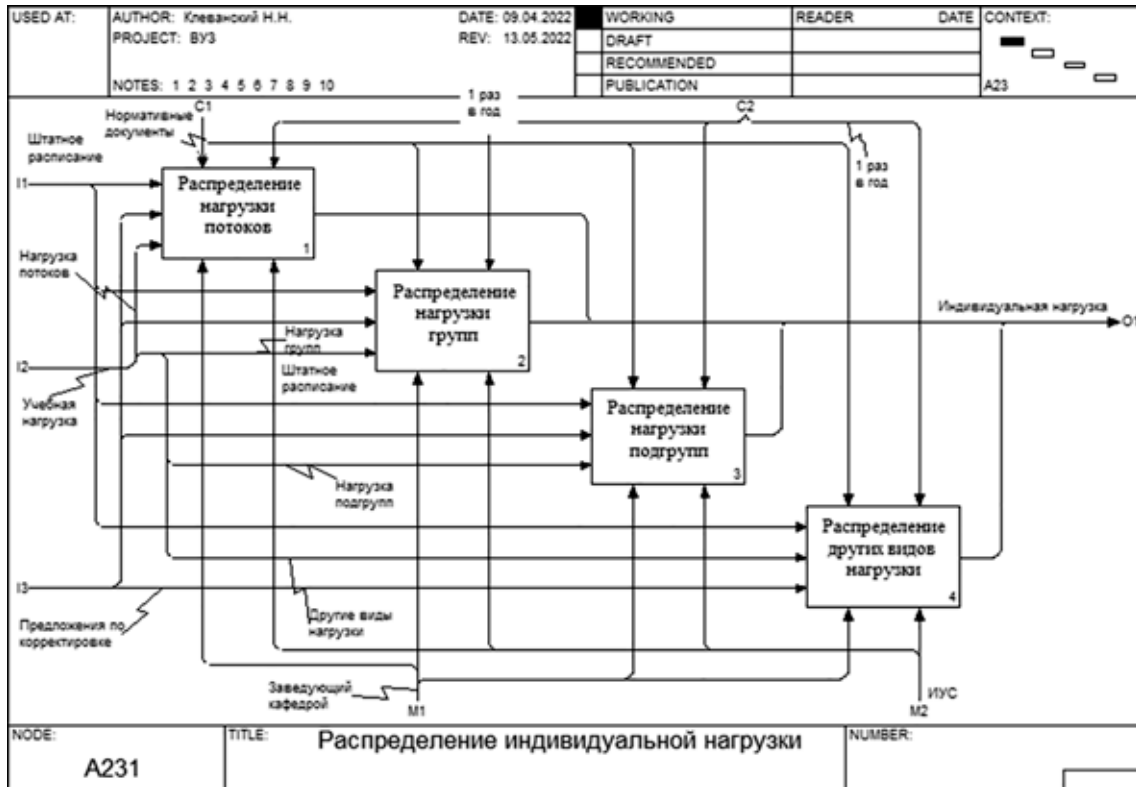 USED AT:
AUTHOR: Клеванский Н.Н.
DATE: 09.04.2022
PROJECT: ВУЗ
REV: 13.05.2022
NOTES: 1 2 3 4 5 6 7 8 9 10
WORKING
DRAFT
RECOMMENDED
PUBLICATION
READER
DATE
CONTEXT:
A23
C1
Нормативные
документы
1 раз
в год
C2
1 раз
в год
Штатное
расписание
I1
Распределение
нагрузки
потоков
1
Нагрузка
потоков
Распределение
нагрузки
групп
2
Индивидуальная нагрузка
O1
Нагрузка
групп
I2
Штатное
расписание
Учебная
нагрузка
Распределение
нагрузки
подгрупп
3
Нагрузка
подгрупп
Распределение
других видов
нагрузки
4
I3
Предложения по
корректировке
Другие виды
нагрузки
Заведующий
кафедрой
M1
ИУС
M2
NODE:
A231
TITLE:
Распределение индивидуальной нагрузки
NUMBER: